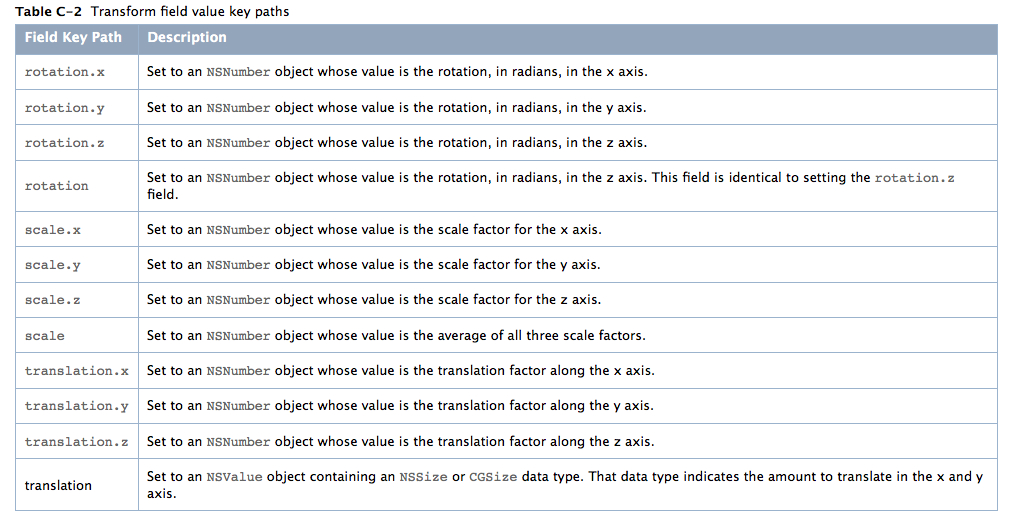 Table C-2 Transform field value key paths
Field Key Path Description
rotation.x Set to an NSNumber object whose value is the rotation, in radians, in the x axis.
rotation.y Set to an NSNumber object whose value is the rotation, in radians, in the y axis.
rotation.z Set to an NSNumber object whose value is the rotation, in radians, in the z axis.
rotation Set to an NSNumber object whose value is the rotation, in radians, in the z axis. This field is identical to setting the rotation.z
field.
scale.x Set to an NSNumber object whose value is the scale factor for the x axis.
scale.y Set to an NSNumber object whose value is the scale factor for the y axis.
scale.z Set to an NSNumber object whose value is the scale factor for the z axis.
scale Set to an NSNumber object whose value is the average of all three scale factors.
translation.x Set to an NSNumber object whose value is the translation factor along the x axis.
translation.y Set to an NSNumber object whose value is the translation factor along the y axis.
translation.z Set to an NSNumber object whose value is the translation factor along the z axis.
translation Set to an NSValue object containing an NSSize or CGSize data type. That data type indicates the amount to translate in the x and y
axis.